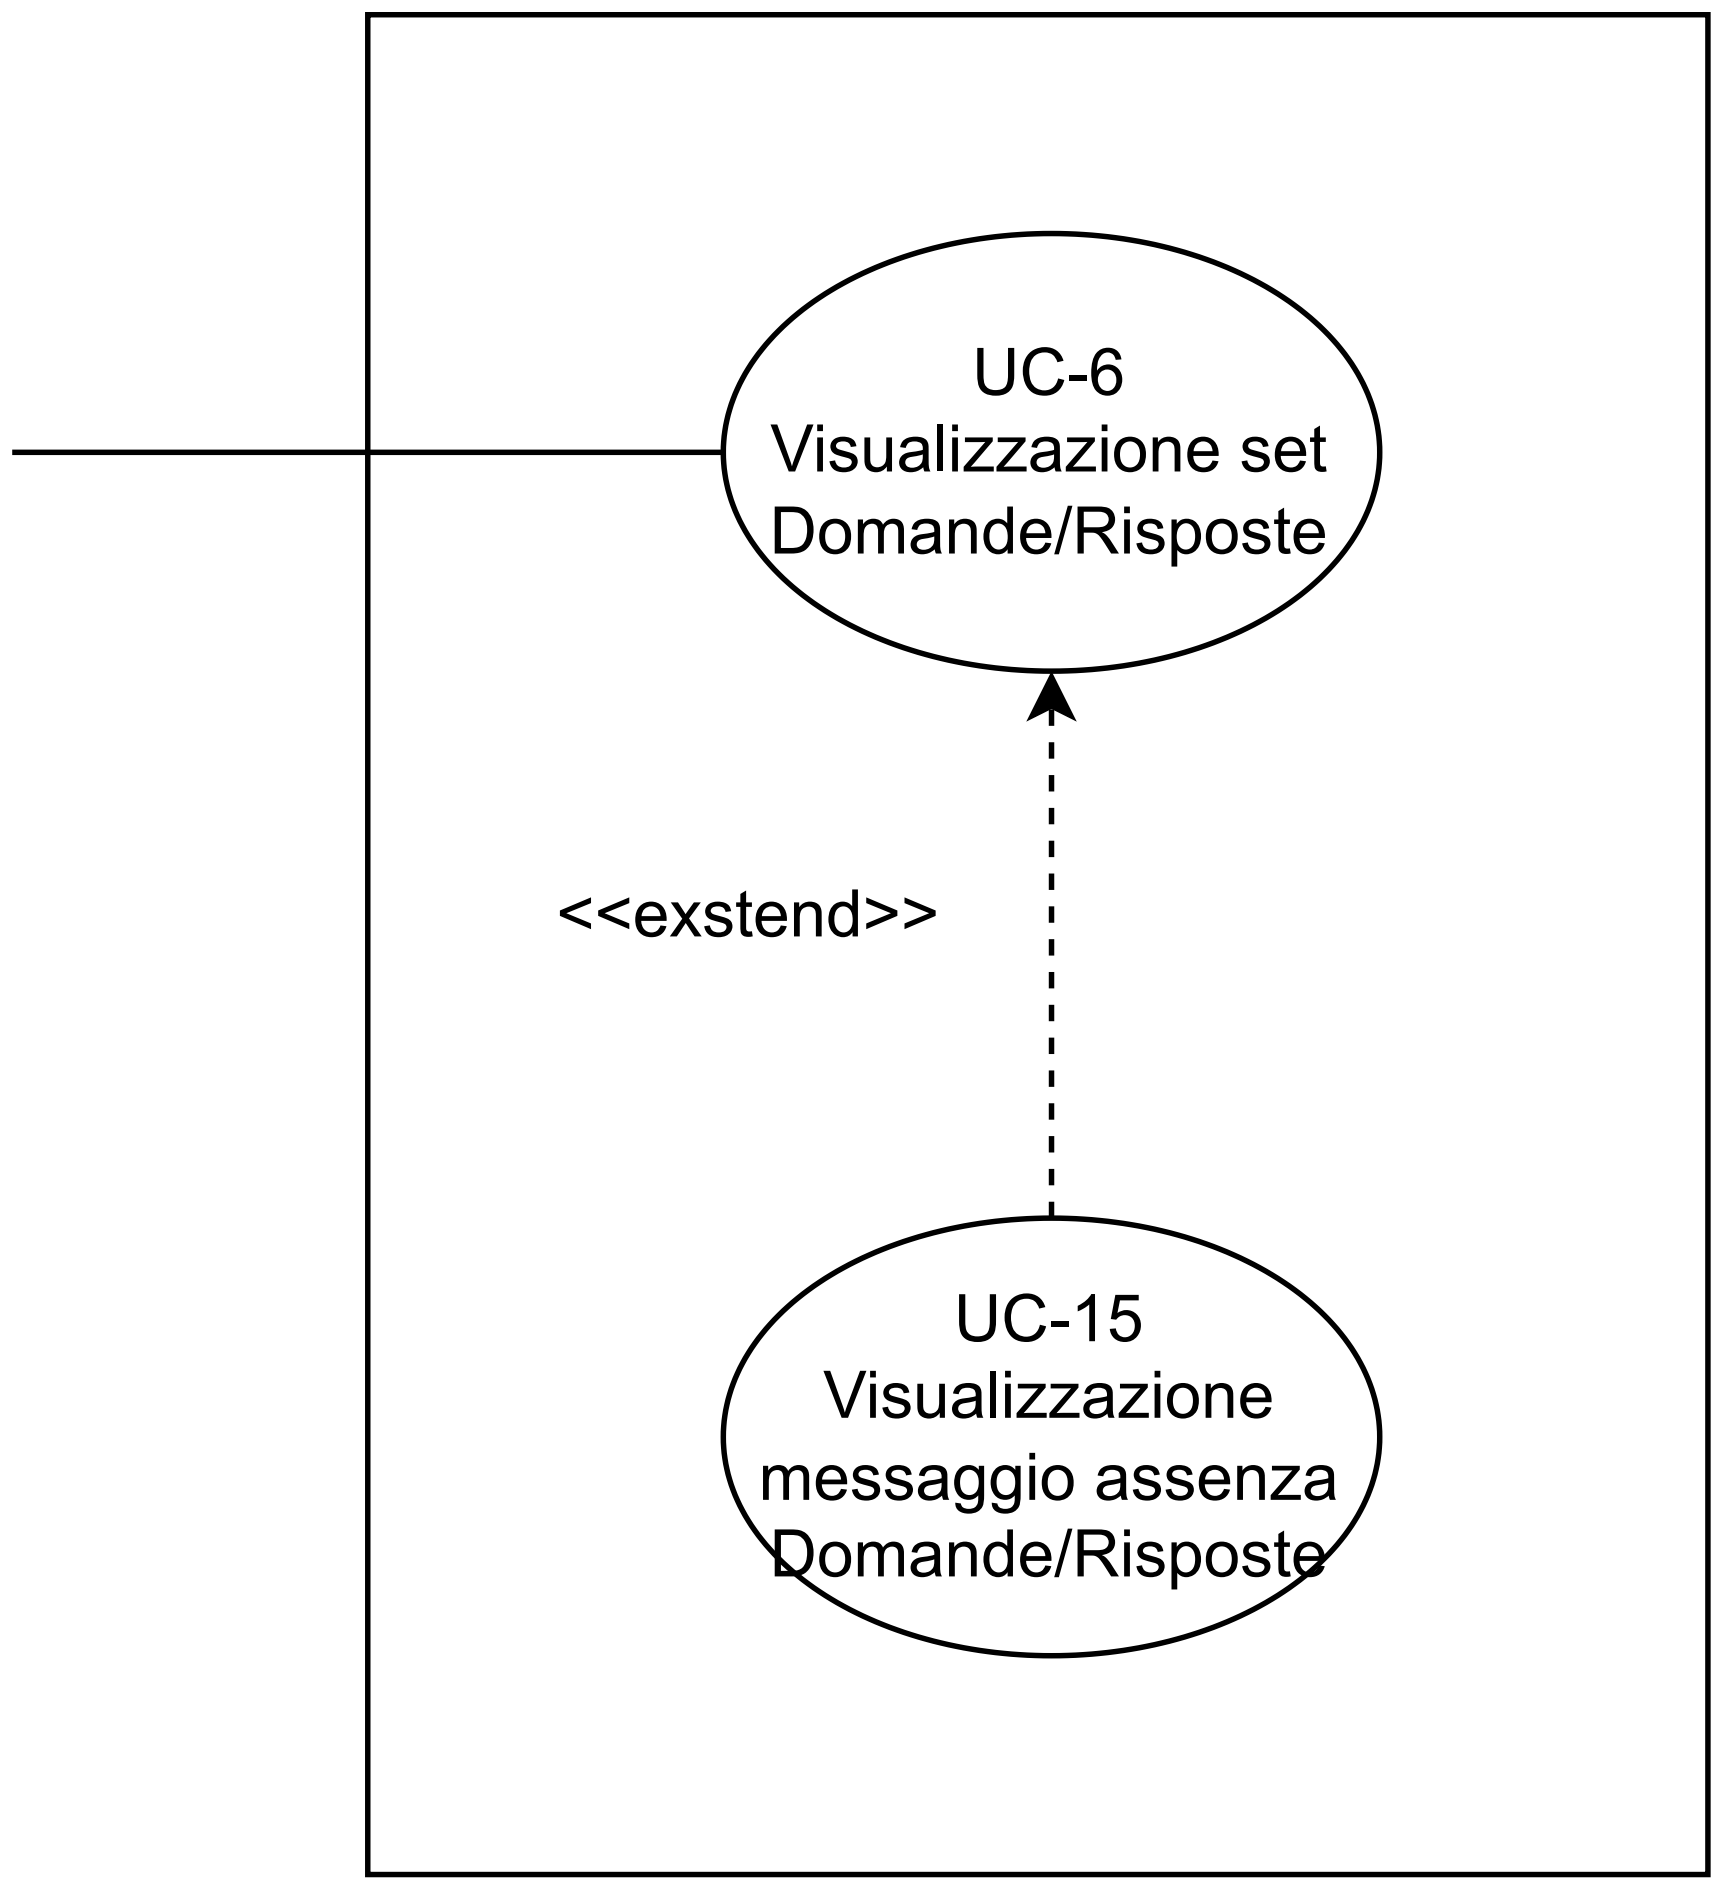 UC-6
Visualizzazione set
Domande/Risposte
<<exstend>>
UC-15
Visualizzazione
messaggio assenza
Domande/Risposte